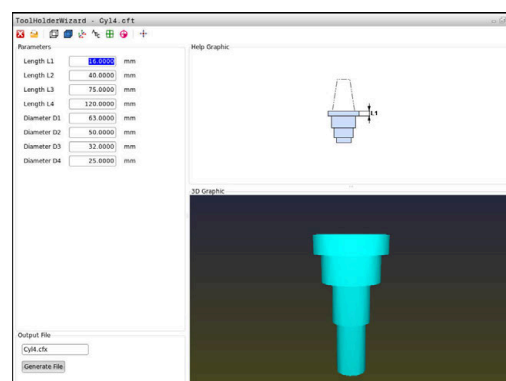 ToolHolderWizard - Cyl4.cft
Parameters
Length L1 16.0000 mm
Length L2 40.0000 mm
Length L3 75.0000 mm
Length L4 120.0000 mm
Diameter D1 63.0000 mm
Diameter D2 50.0000 mm
Diameter D3 32.0000 mm
Diameter D4 25.0000 mm
Output File
Cyl4.cfx
Generate File
Help Graphic
L1
3D Graphic